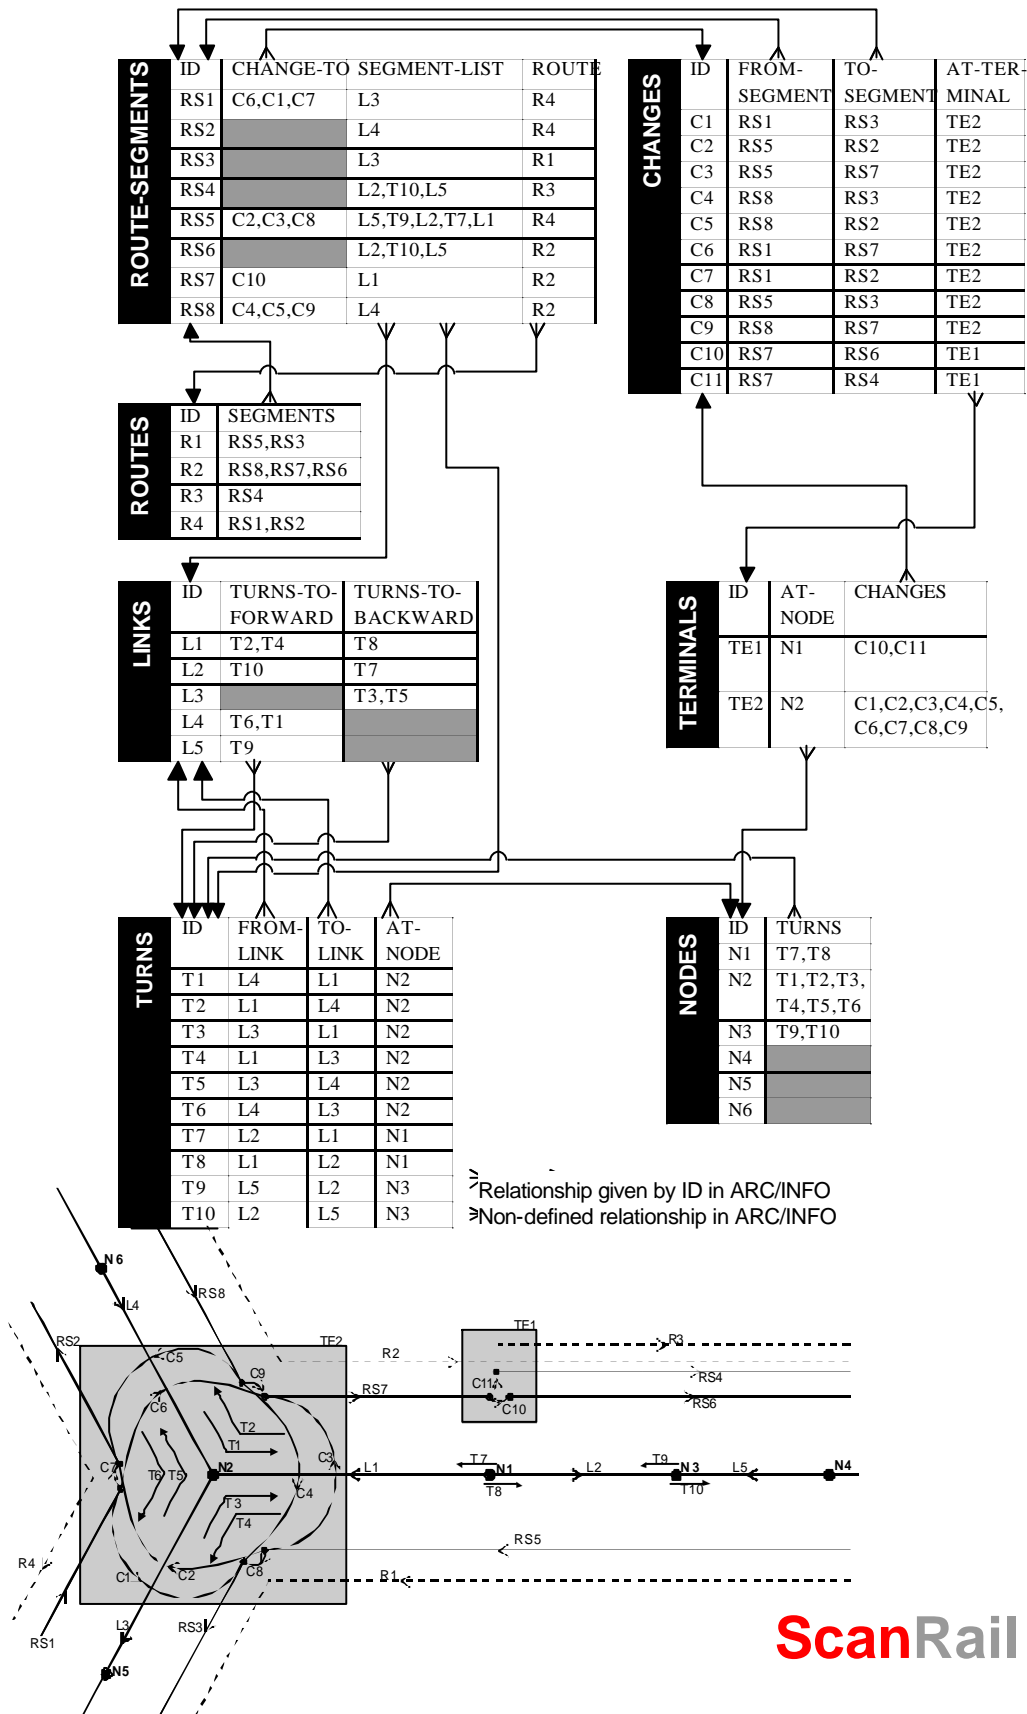 ROUTE-SEGMENTS
ID CHANGE-TO SEGMENT-LIST ROUTE
RS1 C6,C1,C7 L3 R4
RS2 L4 R4
RS3 L3 R1
RS4 L2,T10,L5 R3
RS5 C2,C3,C8 L5,T9,L2,T7,L1 R4
RS6 L2,T10,L5 R2
RS7 C10 L1 R2
RS8 C4,C5,C9 L4 R2
CHANGES
ID FROM- TO- AT-TER-
SEGMENT SEGMENT MINAL
C1 RS1 RS3 TE2
C2 RS5 RS2 TE2
C3 RS5 RS7 TE2
C4 RS8 RS3 TE2
C5 RS8 RS2 TE2
C6 RS1 RS7 TE2
C7 RS1 RS2 TE2
C8 RS5 RS3 TE2
C9 RS8 RS7 TE2
C10 RS7 RS6 TE1
C11 RS7 RS4 TE1
ROUTES
ID SEGMENTS
R1 RS5,RS3
R2 RS8,RS7,RS6
R3 RS4
R4 RS1,RS2
LINKS
ID TURNS-TO- TURNS-TO-
FORWARD BACKWARD
L1 T2,T4 T8
L2 T10 T7
L3 T3,T5
L4 T6,T1
L5 T9
TERMINALS
ID AT- CHANGES
NODE
TE1 N1 C10,C11
TE2 N2 C1,C2,C3,C4,C5,
C6,C7,C8,C9
TURNS
ID FROM- TO- AT-
LINK LINK NODE
T1 L4 L1 N2
T2 L1 L4 N2
T3 L3 L1 N2
T4 L1 L3 N2
T5 L3 L4 N2
T6 L4 L3 N2
T7 L2 L1 N1
T8 L1 L2 N1
T9 L5 L2 N3
T10 L2 L5 N3
NODES
ID TURNS
N1 T7,T8
N2 T1,T2,T3,
T4,T5,T6
N3 T9,T10
N4
N5
N6
Relationship given by ID in ARC/INFO
Non-defined relationship in ARC/INFO
N6
RS8
L4
RS2
TE2
TE1
R3
R2
C5
C9
C11
RS4
RS7
C6
C10
RS6
T2
T1
C3
C7
T6
T5
N2
L1
T7
N1
L2
T9
N3
L5
N4
T8
T10
C4
T3
T4
RS5
R4
C1
C2
C8
R1
RS1
L3
RS3
N5
ScanRail